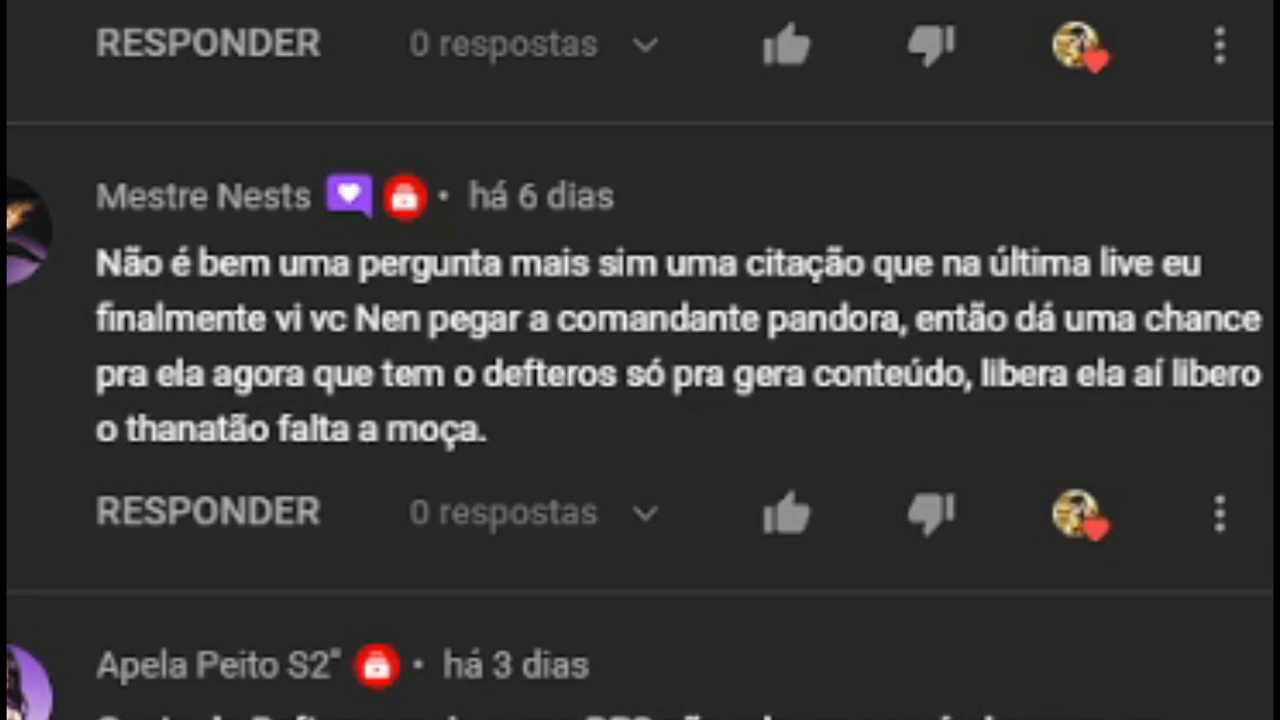 RESPONDER 0 respostas
Mestre Nests • há 6 dias
Não é bem uma pergunta mais sim uma citação que na última live eu
finalmente vi vc Nen pegar a comandante pandora, então dá uma chance
pra ela agora que tem o defteros só pra gera conteúdo, libera ela aí libero
o thanatão falta a moça.
RESPONDER 0 respostas
Apela Peito S2" • há 3 dias